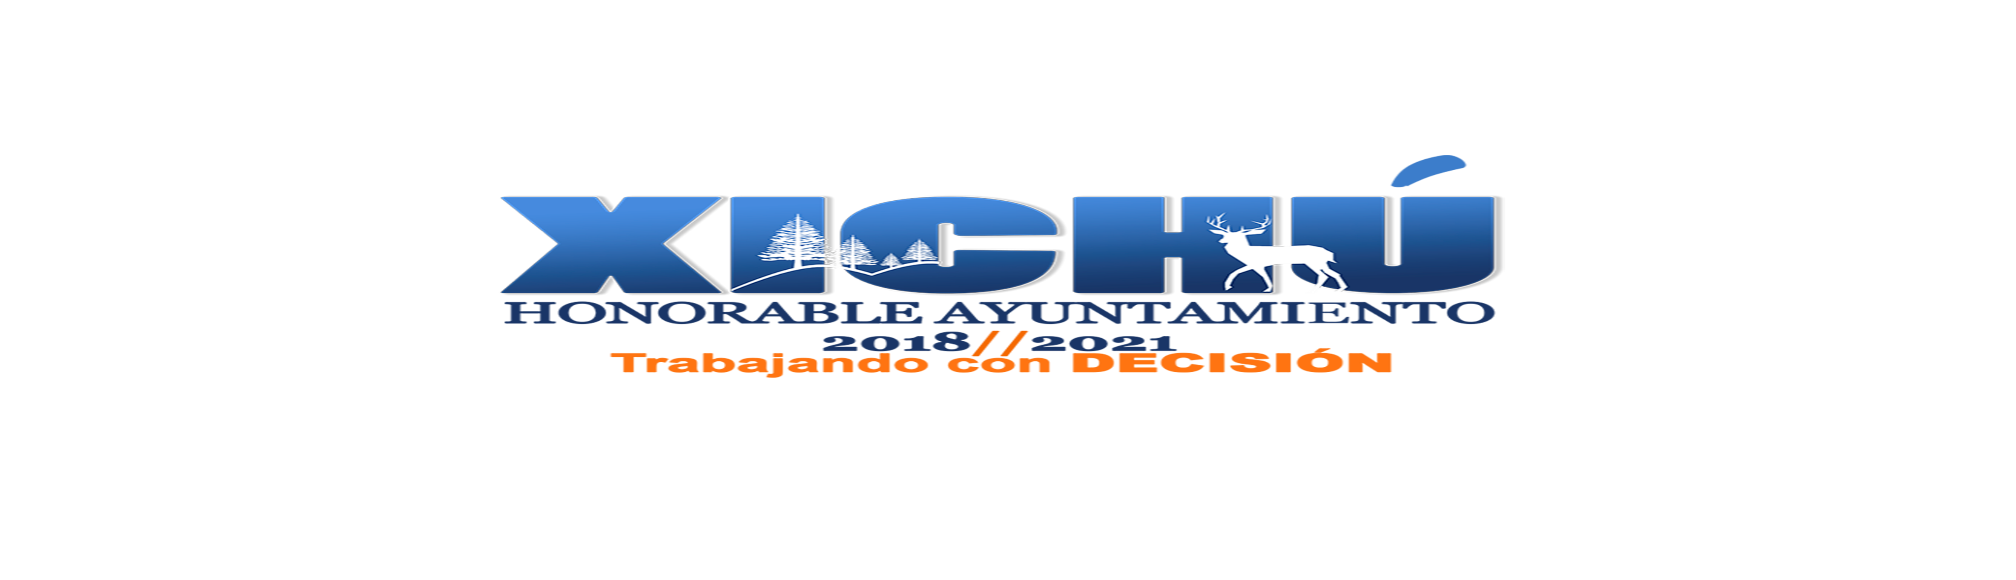 XICHÚ
HONORABLE AYUNTAMIENTO
2018//2021
Trabajando con DECISIÓN